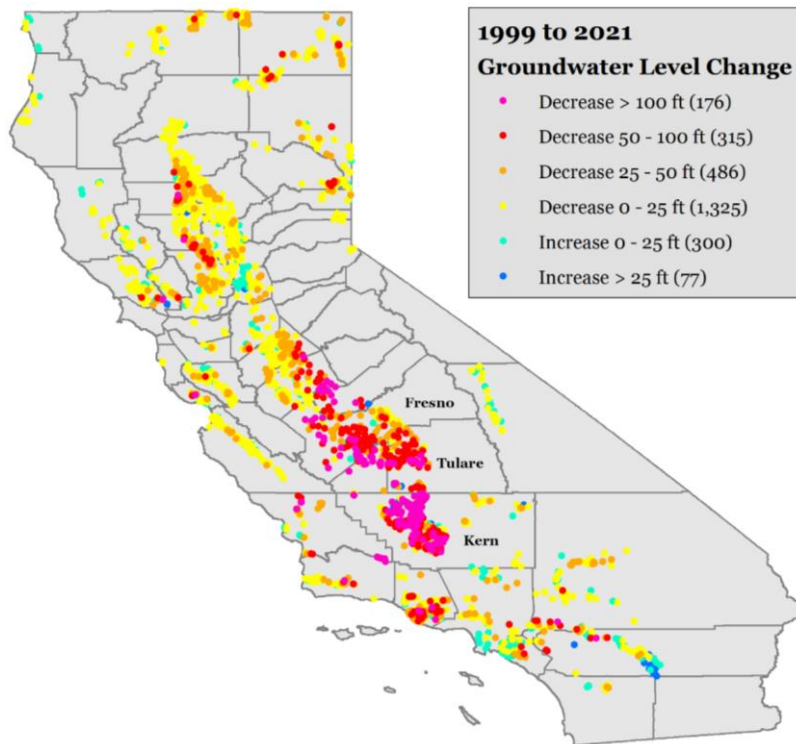 1999 to 2021
Groundwater Level Change
Decrease > 100 ft (176)
Decrease 50 - 100 ft (315)
Decrease 25 - 50 ft (486)
Decrease 0 - 25 ft (1,325)
Increase 0 - 25 ft (300)
Increase > 25 ft (77)
Fresno
Tulare
Kern